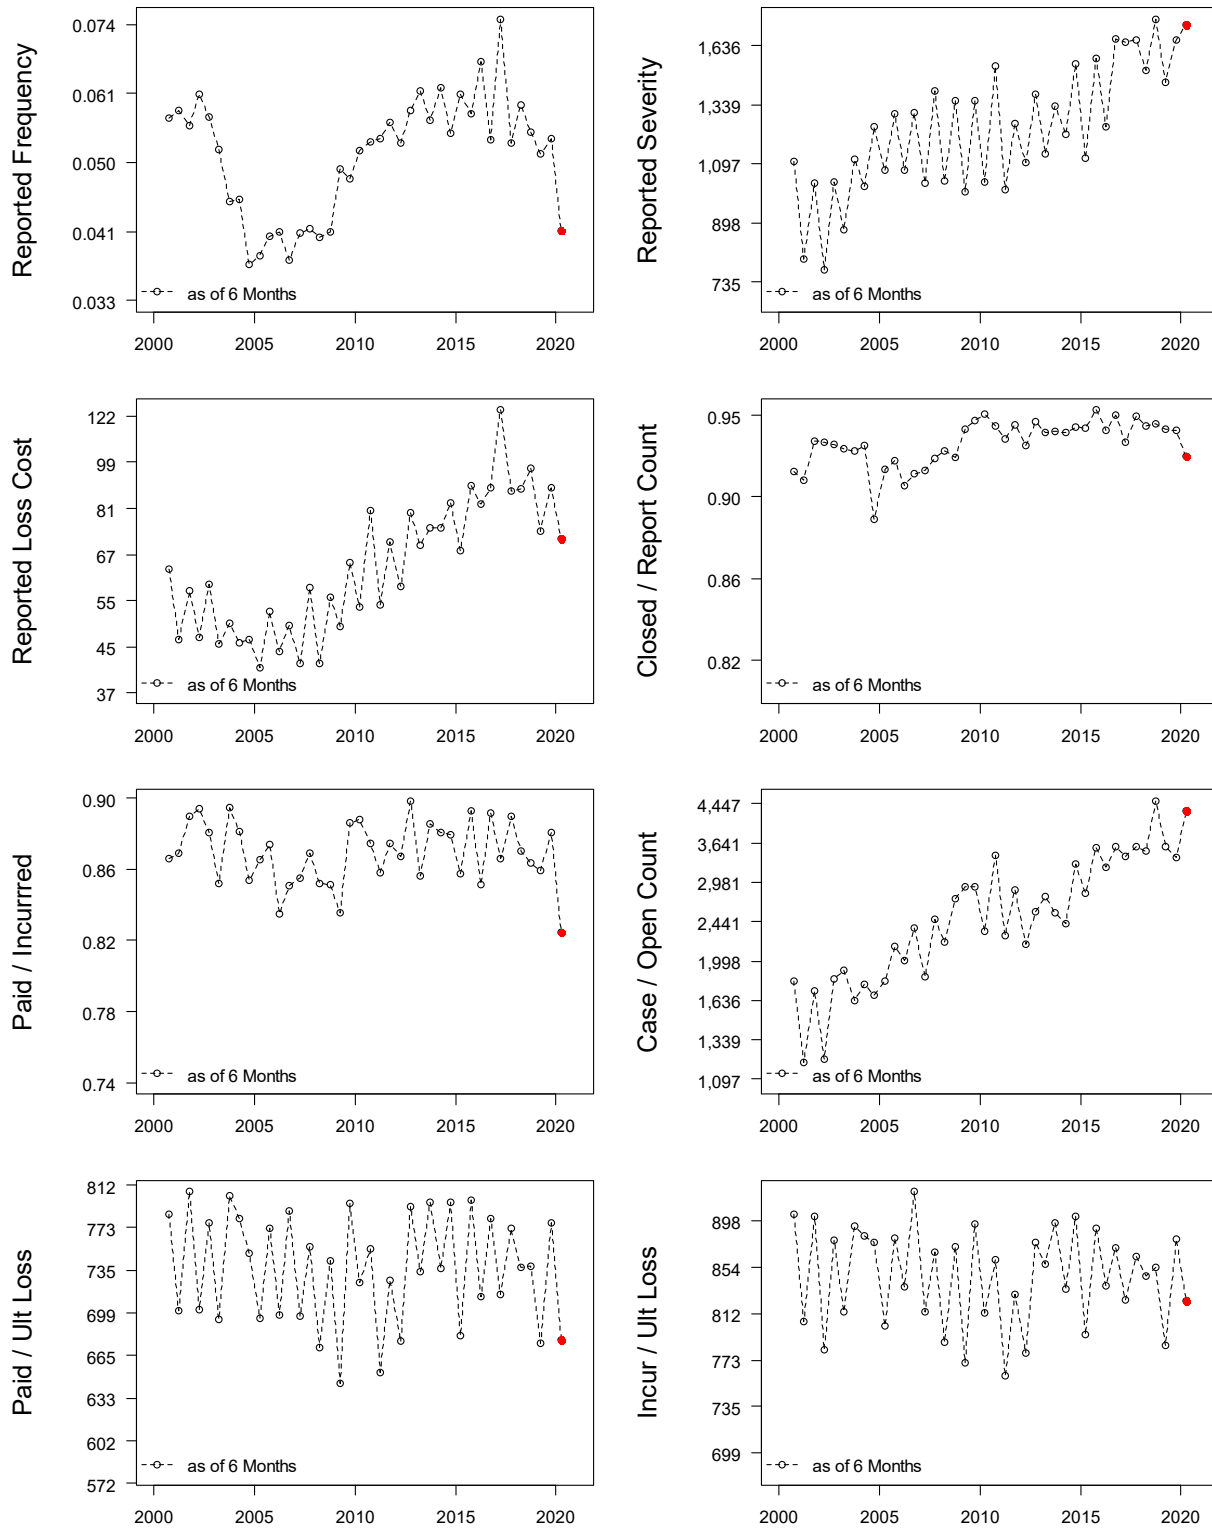 Reported Frequency
0.074
0.061
0.050
0.041
0.033
as of 6 Months
2000 2005 2010 2015 2020
Reported Severity
1,636
1,339
1,097
898
735
as of 6 Months
2000 2005 2010 2015 2020
Reported Loss Cost
122
99
81
67
55
45
37
as of 6 Months
2000 2005 2010 2015 2020
Closed / Report Count
0.95
0.90
0.86
0.82
as of 6 Months
2000 2005 2010 2015 2020
Paid / Incurrred
0.90
0.86
0.82
0.78
0.74
as of 6 Months
2000 2005 2010 2015 2020
Case / Open Count
4,447
3,641
2,981
2,441
1,998
1,636
1,339
1,097
as of 6 Months
2000 2005 2010 2015 2020
Paid / Ult Loss
812
773
735
699
665
633
602
572
as of 6 Months
2000 2005 2010 2015 2020
Incur / Ult Loss
898
854
812
773
735
699
as of 6 Months
2000 2005 2010 2015 2020